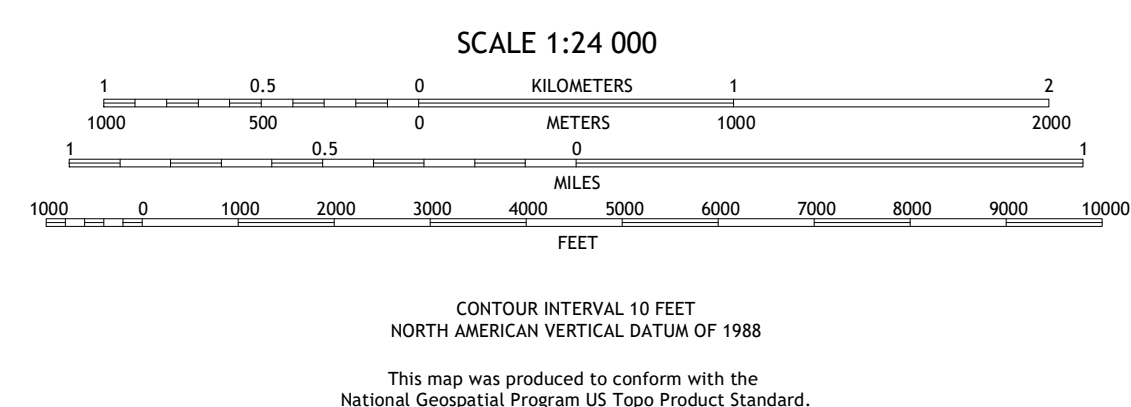 SCALE 1:24 000
1 0.5 0 KILOMETERS 1 2
1000 500 0 METERS 1000 2000
1 0.5 0 1
MILES
1000 0 1000 2000 3000 4000 5000 6000 7000 8000 9000 10000
FEET
CONTOUR INTERVAL 10 FEET
NORTH AMERICAN VERTICAL DATUM OF 1988
This map was produced to conform with the
National Geospatial Program US Topo Product Standard.